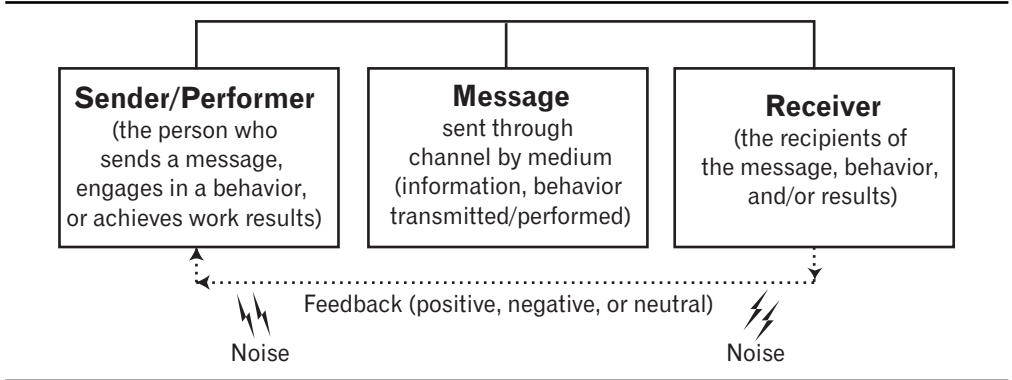 Sender/Performer
(the person who
sends a message,
engages in a behavior,
or achieves work results)
Message
sent through
channel by medium
(information, behavior
transmitted/performed)
Receiver
(the recipients of
the message, behavior,
and/or results)
Feedback (positive, negative, or neutral)
Noise
Noise